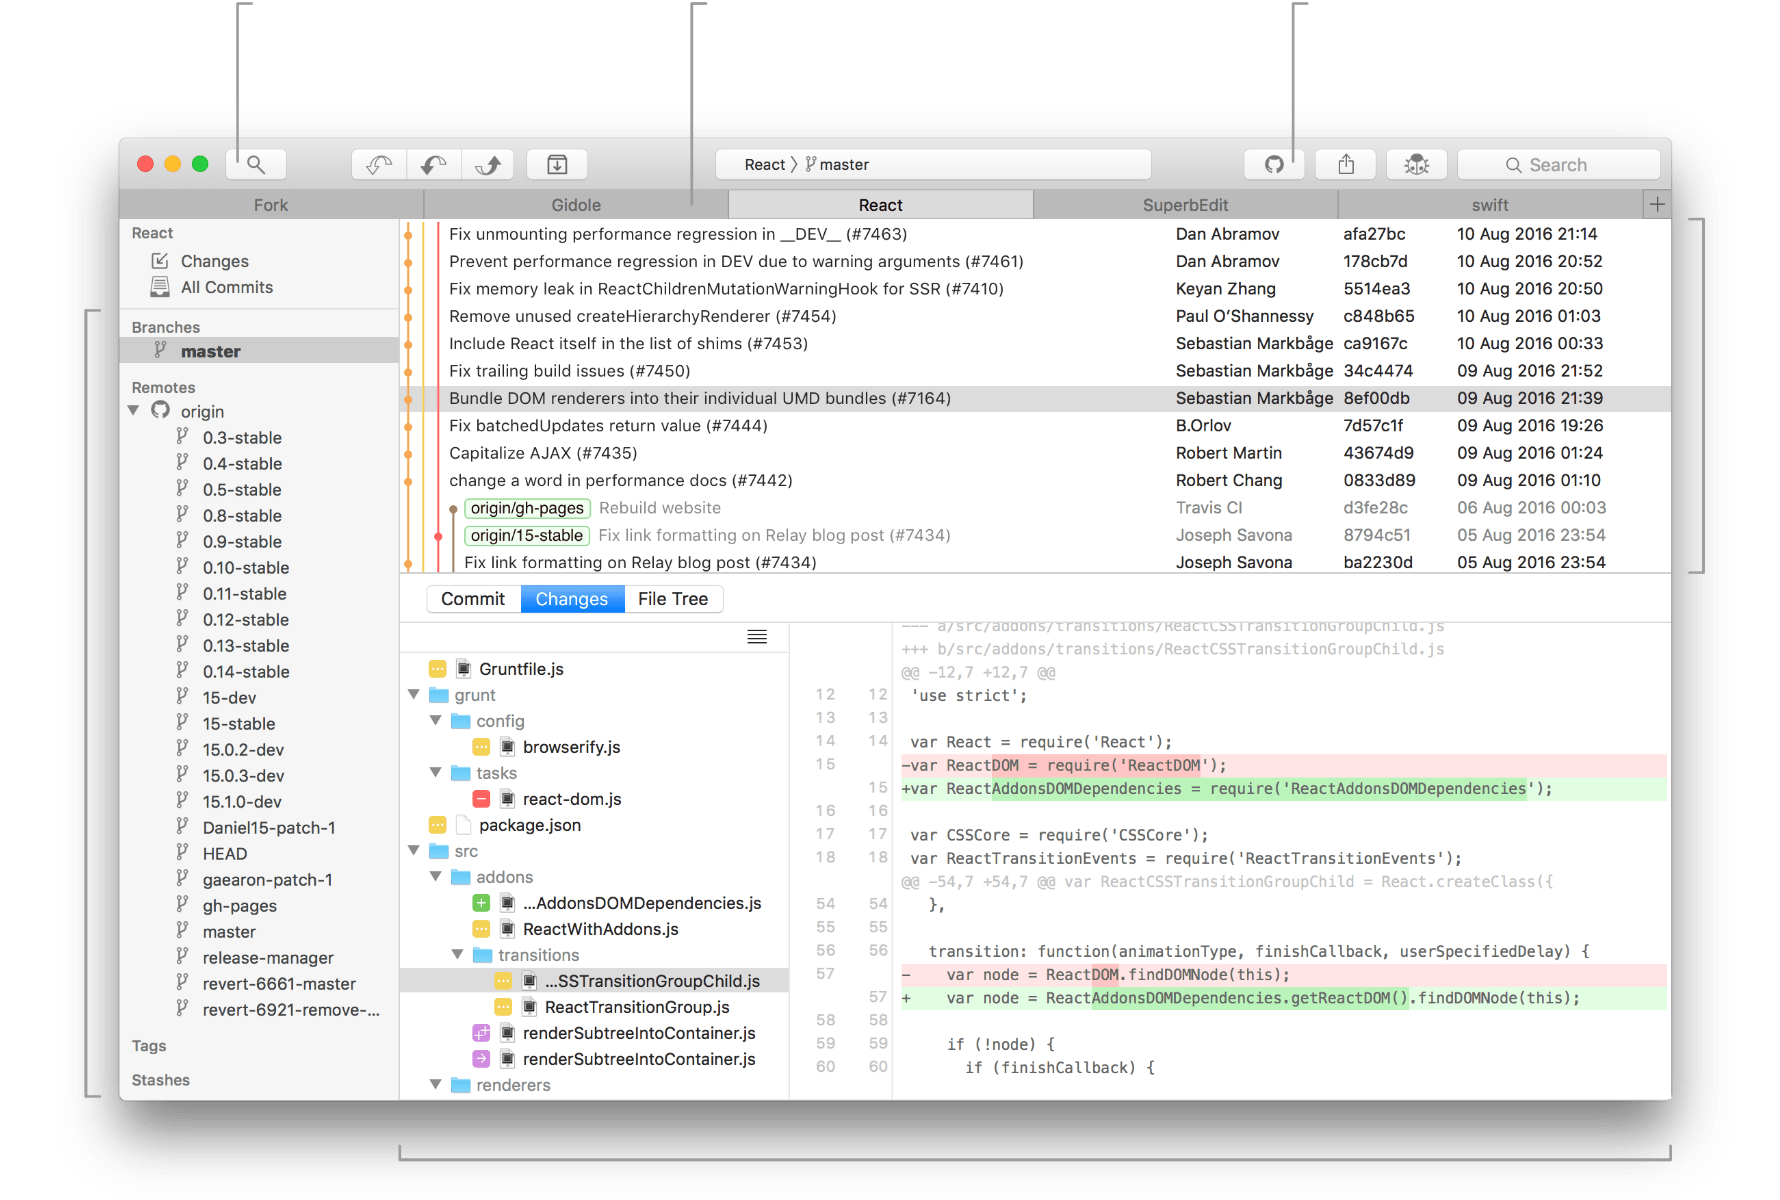 React 〉 master
Search
Fork
Gidole
React
SuperbEdit
swift
React
Changes
All Commits
Branches
master
Remotes
origin
0.3-stable
0.4-stable
0.5-stable
0.8-stable
0.9-stable
0.10-stable
0.11-stable
0.12-stable
0.13-stable
0.14-stable
15-dev
15-stable
15.0.2-dev
15.0.3-dev
15.1.0-dev
Daniel15-patch-1
HEAD
gaearon-patch-1
gh-pages
master
release-manager
revert-6661-master
revert-6921-remove-...
Tags
Stashes
Fix unmounting performance regression in __DEV__ (#7463) Dan Abramov afa27bc 10 Aug 2016 21:14
Prevent performance regression in DEV due to warning arguments (#7461) Dan Abramov 178cb7d 10 Aug 2016 20:52
Fix memory leak in ReactChildrenMutationWarningHook for SSR (#7410) Keyan Zhang 5514ea3 10 Aug 2016 20:50
Remove unused createHierarchyRenderer (#7454) Paul O’Shannessy c848b65 10 Aug 2016 01:03
Include React itself in the list of shims (#7453) Sebastian Markbåge ca9167c 10 Aug 2016 00:33
Fix trailing build issues (#7450) Sebastian Markbåge 34c4474 09 Aug 2016 21:52
Bundle DOM renderers into their individual UMD bundles (#7164) Sebastian Markbåge 8ef00db 09 Aug 2016 21:39
Fix batchedUpdates return value (#7444) B.Orlov 7d57c1f 09 Aug 2016 19:26
Capitalize AJAX (#7435) Robert Martin 43674d9 09 Aug 2016 01:24
change a word in performance docs (#7442) Robert Chang 0833d89 09 Aug 2016 01:10
origin/gh-pages Rebuild website Travis CI d3fe28c 06 Aug 2016 00:03
origin/15-stable Fix link formatting on Relay blog post (#7434) Joseph Savona 8794c51 05 Aug 2016 23:54
Fix link formatting on Relay blog post (#7434) Joseph Savona ba2230d 05 Aug 2016 23:54
Commit
Changes
File Tree
Gruntfile.js
grunt
config
browserify.js
tasks
react-dom.js
package.json
src
addons
...AddonsDOMDependencies.js
ReactWithAddons.js
transitions
...SSTransitionGroupChild.js
ReactTransitionGroup.js
renderSubtreeIntoContainer.js
renderSubtreeIntoContainer.js
renderers
--- a/src/addons/transitions/ReactCSSTransitionGroupChild.js
+++ b/src/addons/transitions/ReactCSSTransitionGroupChild.js
@@ -12,7 +12,7 @@
12 12 'use strict';
13 13
14 14 var React = require('React');
15 -var ReactDOM = require('ReactDOM');
15 +var ReactAddonsDOMDependencies = require('ReactAddonsDOMDependencies');
16 16
17 17 var CSSCore = require('CSSCore');
18 18 var ReactTransitionEvents = require('ReactTransitionEvents');
@@ -54,7 +54,7 @@ var ReactCSSTransitionGroupChild = React.createClass({
54 54 },
55 55
56 56 transition: function(animationType, finishCallback, userSpecifiedDelay) {
57 - var node = ReactDOM.findDOMNode(this);
57 + var node = ReactAddonsDOMDependencies.getReactDOM().findDOMNode(this);
58 58
59 59 if (!node) {
60 60 if (finishCallback) {